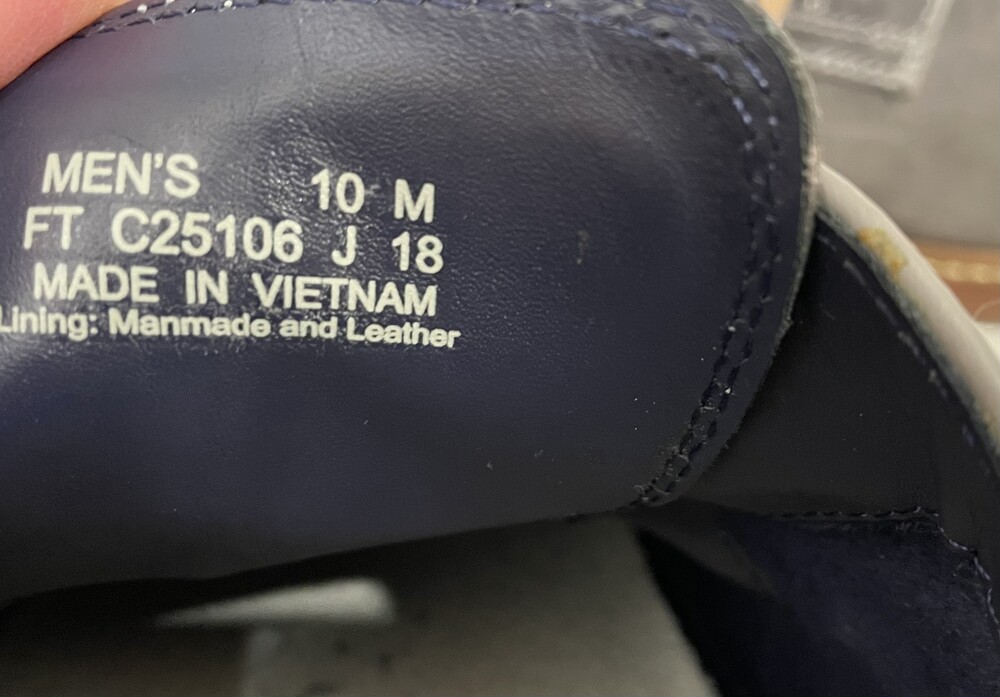 MEN'S 10 M
FT C25106 J 18
MADE IN VIETNAM
Lining: Manmade and Leather